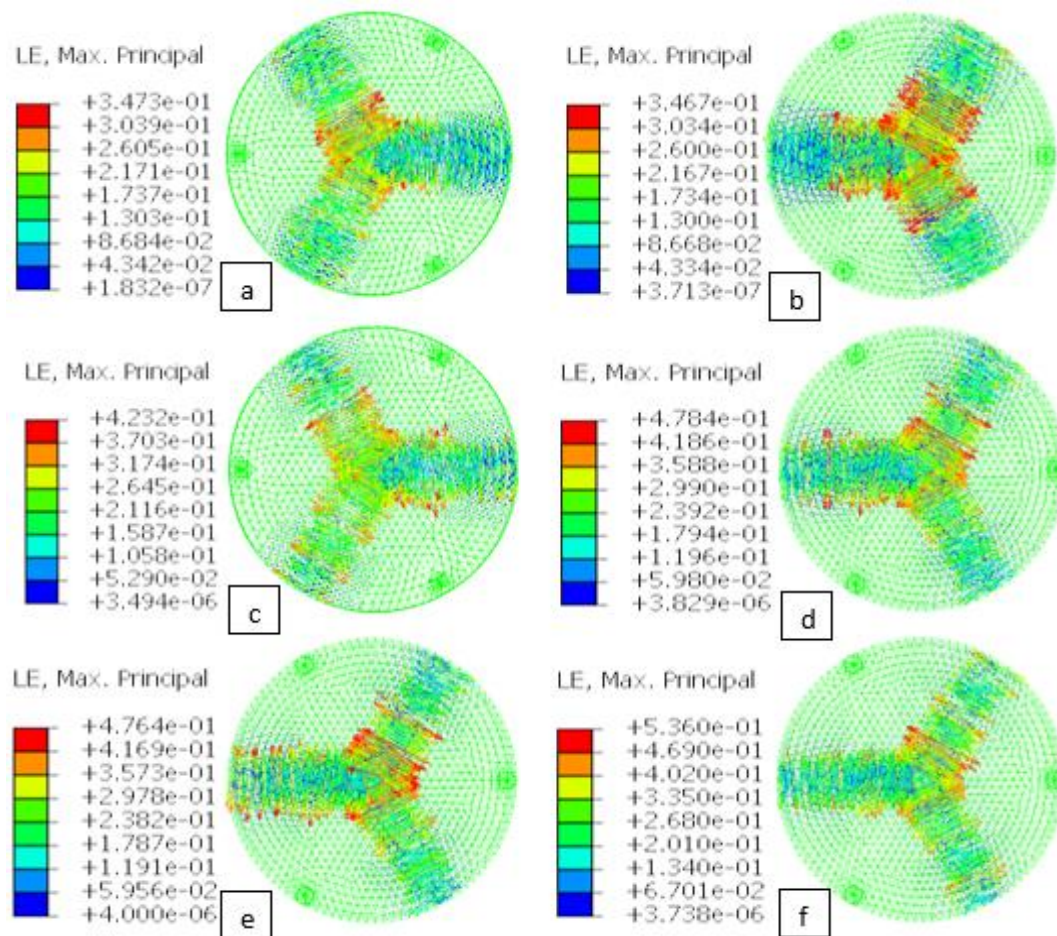 LE, Max. Principal
+3.473e-01
+3.039e-01
+2.605e-01
+2.171e-01
+1.737e-01
+1.303e-01
+8.684e-02
+4.342e-02
+1.832e-07
a
LE, Max. Principal
+3.467e-01
+3.034e-01
+2.600e-01
+2.167e-01
+1.734e-01
+1.300e-01
+8.668e-02
+4.334e-02
+3.713e-07
b
LE, Max. Principal
+4.232e-01
+3.703e-01
+3.174e-01
+2.645e-01
+2.116e-01
+1.587e-01
+1.058e-01
+5.290e-02
+3.494e-06
c
LE, Max. Principal
+4.784e-01
+4.186e-01
+3.588e-01
+2.990e-01
+2.392e-01
+1.794e-01
+1.196e-01
+5.980e-02
+3.829e-06
d
LE, Max. Principal
+4.764e-01
+4.169e-01
+3.573e-01
+2.978e-01
+2.382e-01
+1.787e-01
+1.191e-01
+5.956e-02
+4.000e-06
e
LE, Max. Principal
+5.360e-01
+4.690e-01
+4.020e-01
+3.350e-01
+2.680e-01
+2.010e-01
+1.340e-01
+6.701e-02
+3.738e-06
f